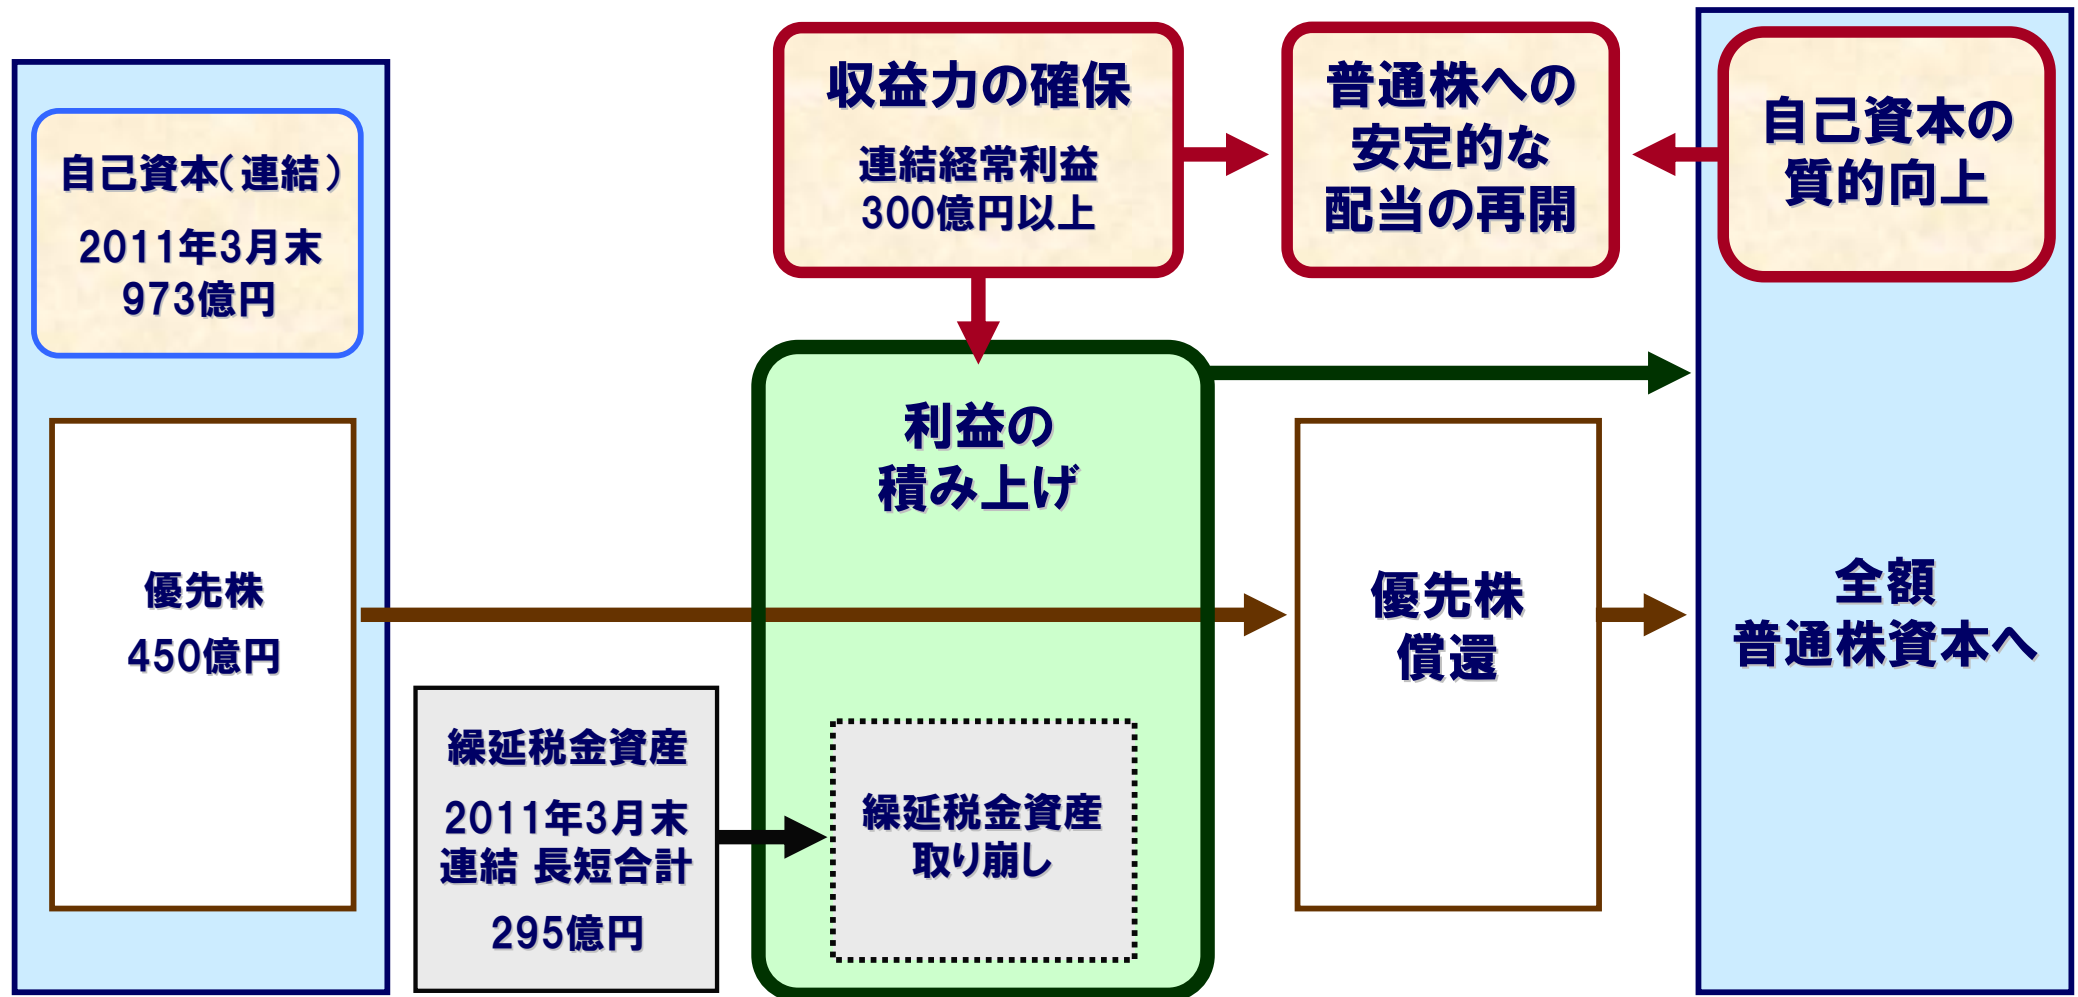 自己資本(連結)
2011年3月末
973億円
優先株
450億円
繰延税金資産
2011年3月末
連結 長短合計
295億円
収益力の確保
連結経常利益
300億円以上
利益の
積み上げ
繰延税金資産
取り崩し
普通株への
安定的な
配当の再開
優先株
償還
自己資本の
質的向上
全額
普通株資本へ